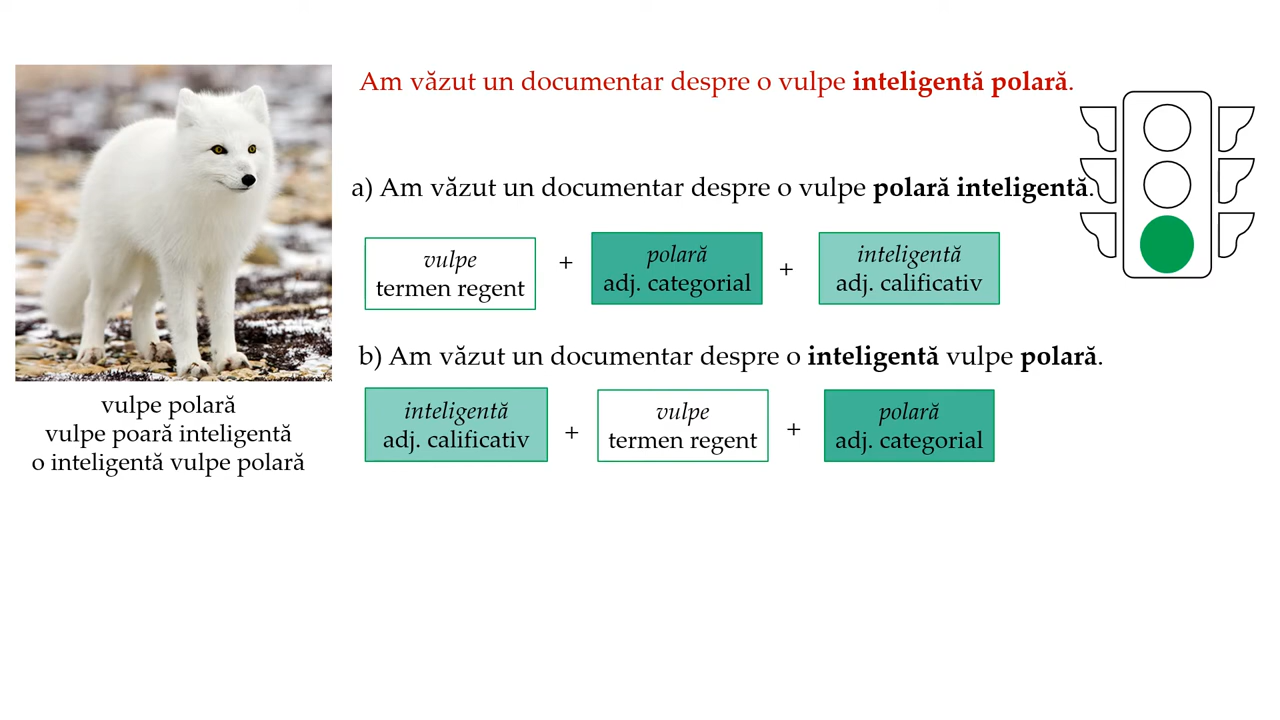 Am văzut un documentar despre o vulpe inteligentă polară.
a) Am văzut un documentar despre o vulpe polară inteligentă.
vulpe
termen regent
+
polară
adj. categorial
+
inteligentă
adj. calificativ
b) Am văzut un documentar despre o inteligentă vulpe polară.
inteligentă
adj. calificativ
+
vulpe
termen regent
+
polară
adj. categorial
vulpe polară
vulpe poară inteligentă
o inteligentă vulpe polară